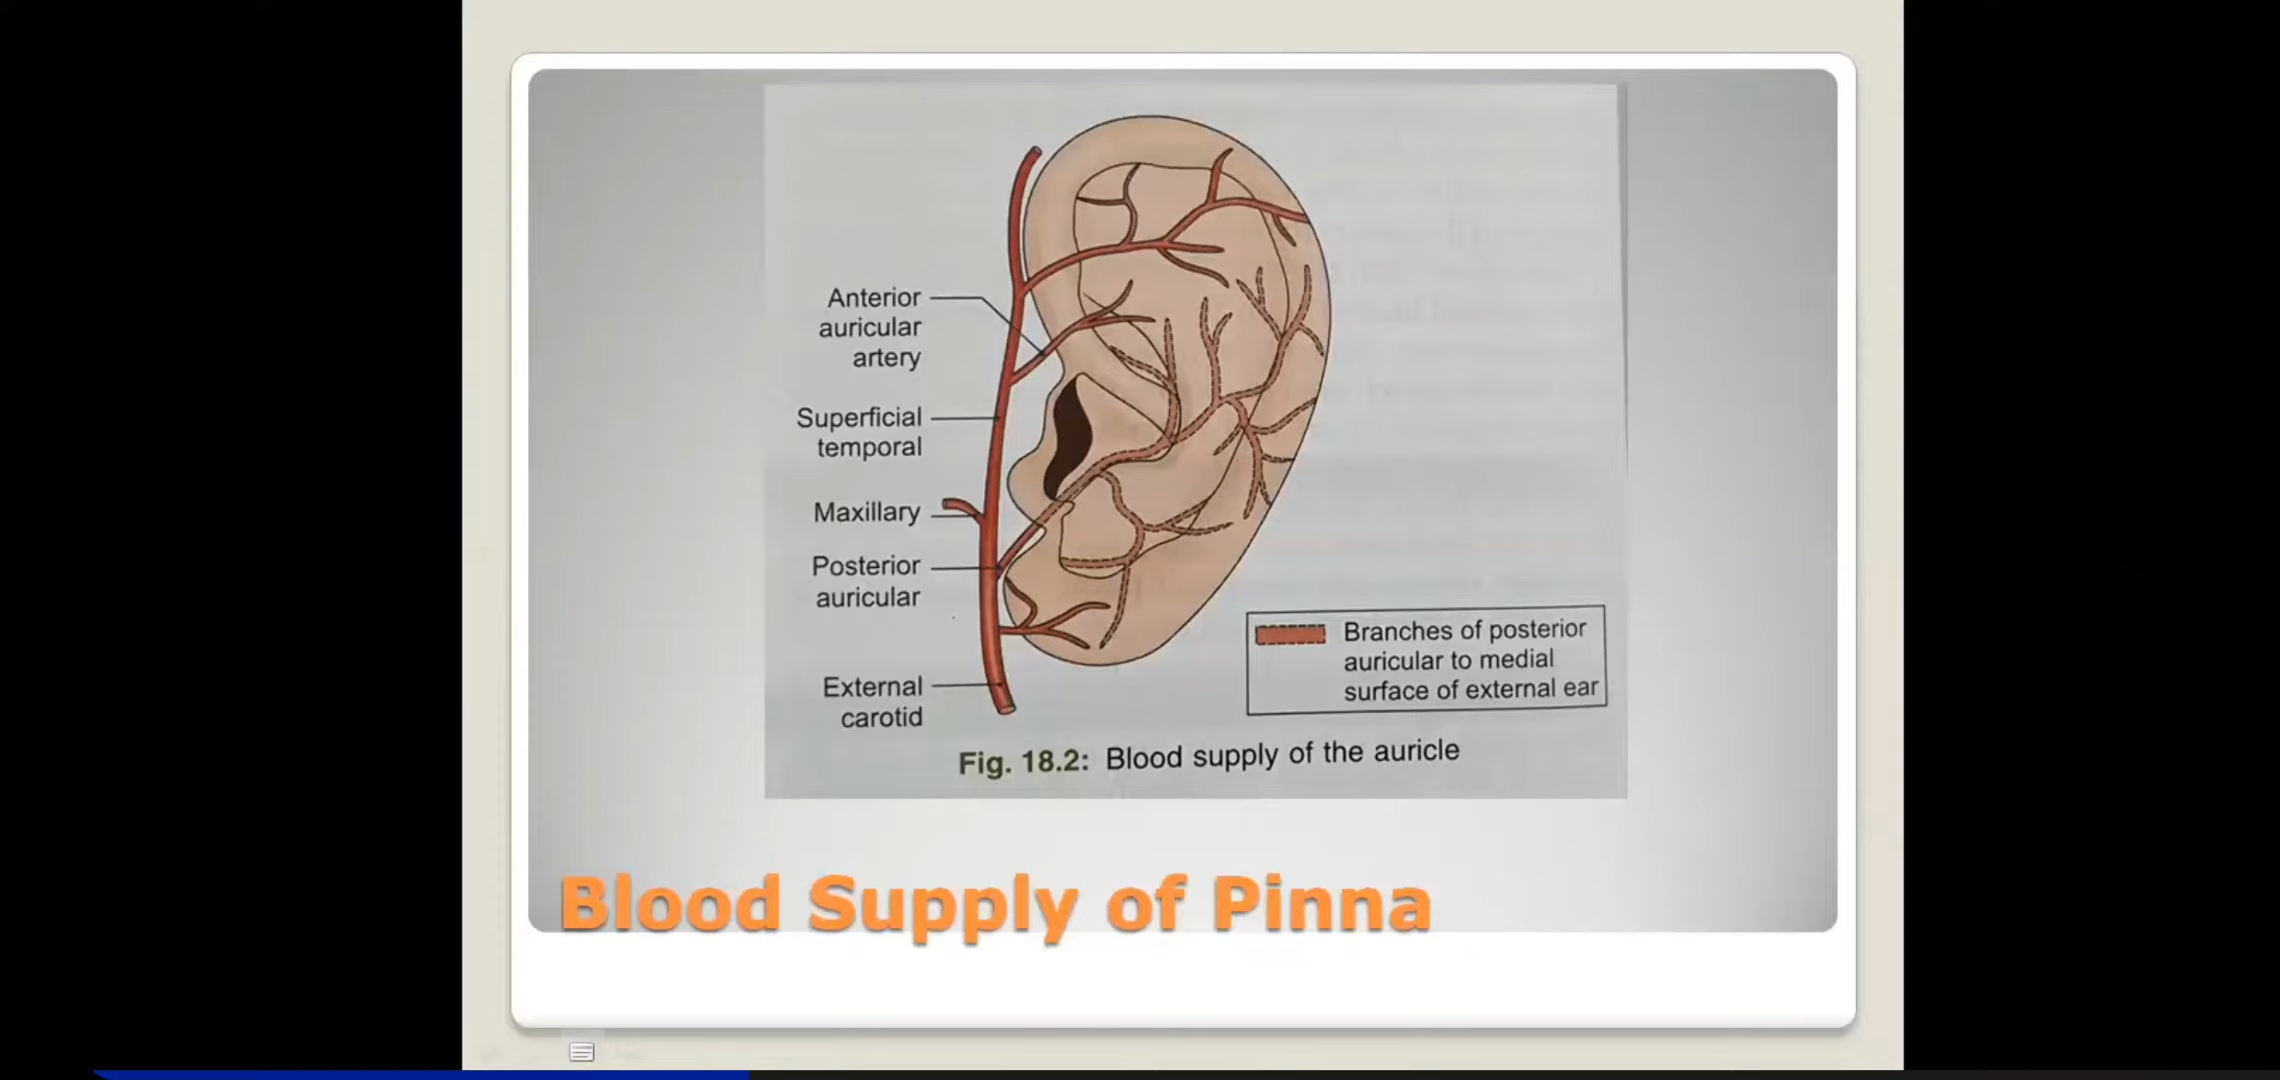 Anterior
auricular
artery
Superficial
temporal
Maxillary
Posterior
auricular
External
carotid
Branches of posterior
auricular to medial
surface of external ear
Fig. 18.2: Blood supply of the auricle
Blood Supply of Pinna